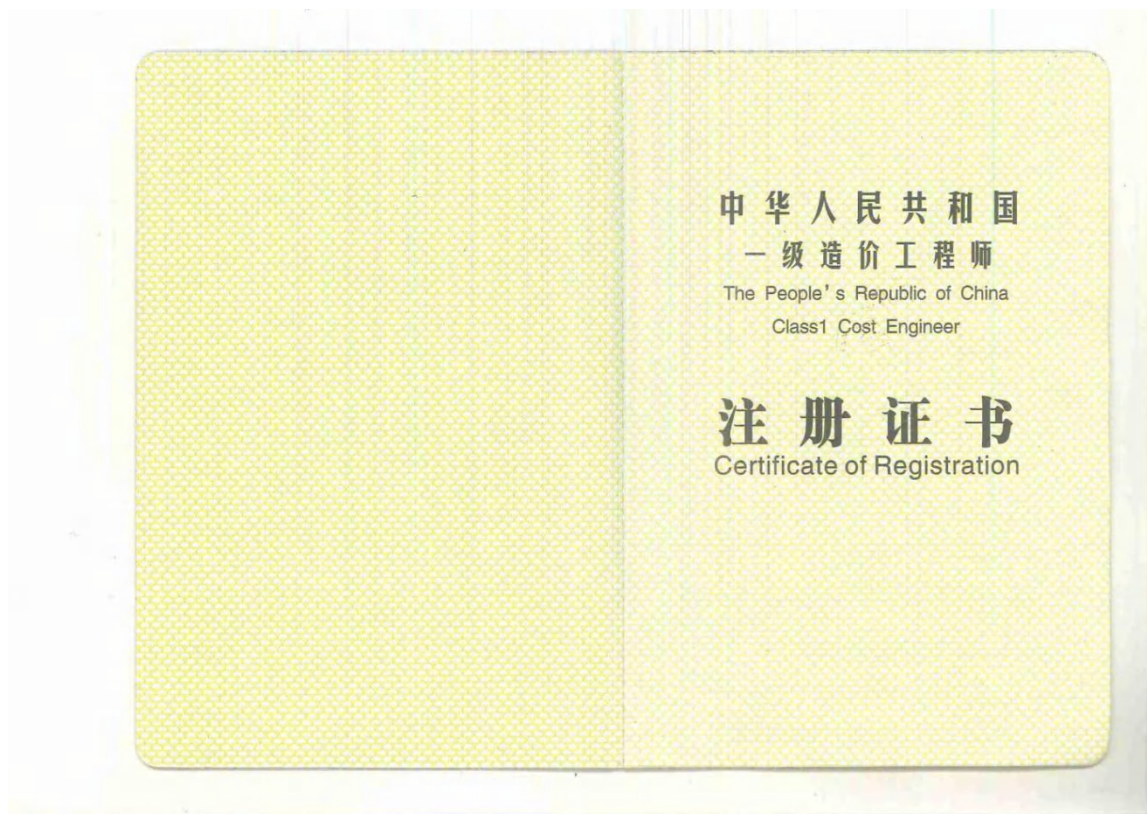 中华人民共和国
一级造价工程师
The People's Republic of China
Class1 Cost Engineer
注册证书
Certificate of Registration